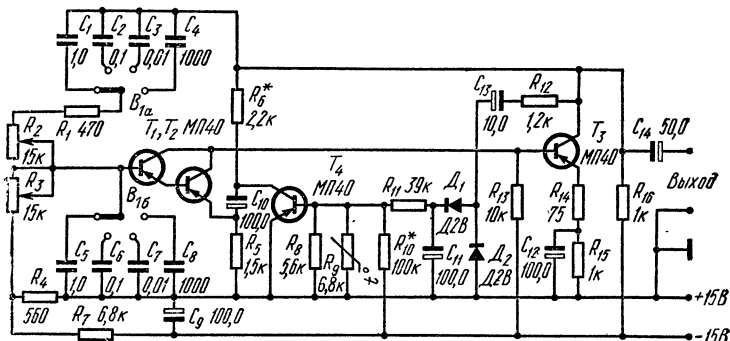 C₁ C₂ C₃ C₄
1,0 0,1 0,01 1000
B₁ₐ
R₁ 470
R₂
15к
R₃
15к
T₁,T₂ МП40
B₁б
R₆*
2,2к
C₁₀
100,0
T₄
МП40
R₁₁ 39к
Д₁
Д2В
C₁₃
10,0
R₁₂
1,2к
T₃
МП40
C₁₄ 50,0
Выход
R₁₃
10к
R₁₄
75
R₁₆
1к
C₅ C₆ C₇ C₈
1,0 0,1 0,01 1000
R₅
1,5к
R₈
5,6к
R₉
6,8к
t
R₁₀*
100к
C₁₁
100,0
Д₂
Д2В
C₁₂
100,0
R₁₅
1к
R₄
560
R₇ 6,8к
C₉ 100,0
+15В
-15В